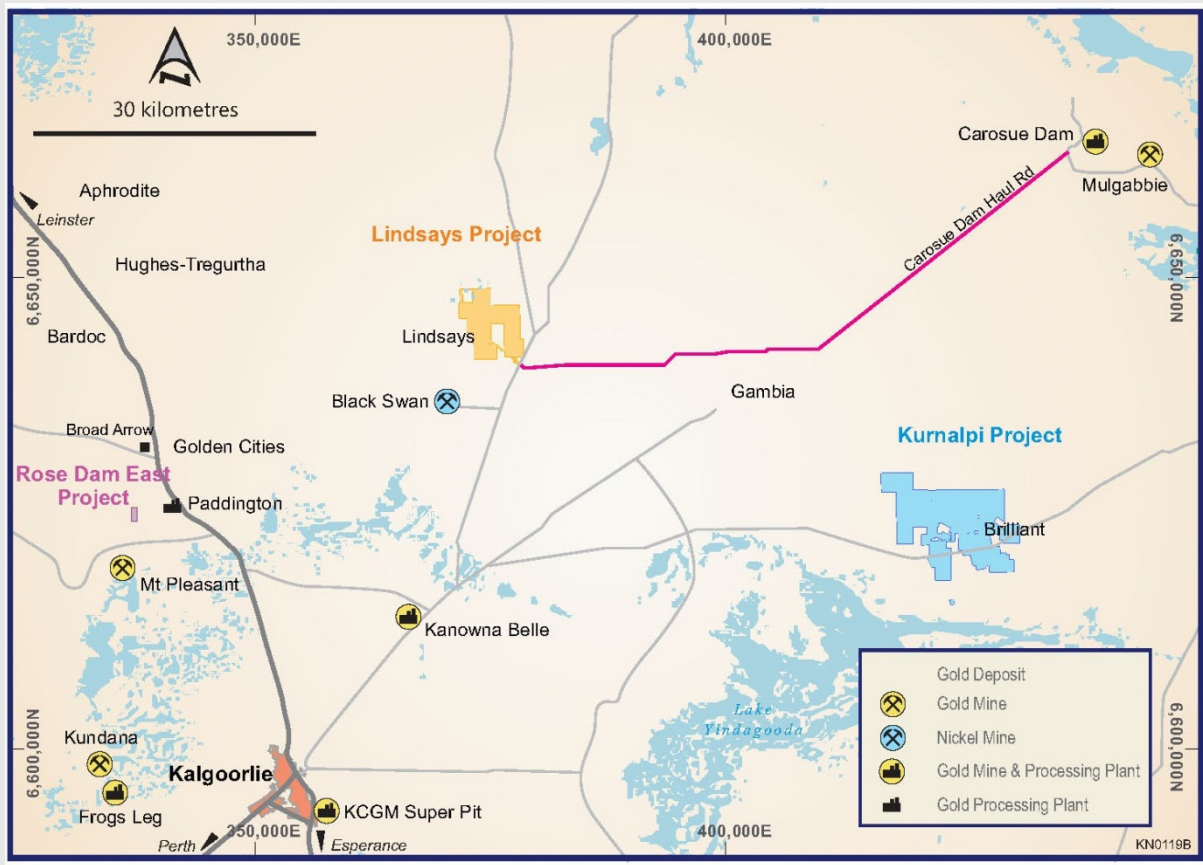 350,000E
400,000E
N
30 kilometres
Carosue Dam
Mulgabbie
Carosue Dam Haul Rd
Aphrodite
Leinster
Lindsays Project
Hughes-Tregurtha
6,650,000N
6,650,000N
Bardoc
Lindsays
Black Swan
Gambia
Broad Arrow
Golden Cities
Kurnalpi Project
Rose Dam East
Project
Paddington
Brilliant
Mt Pleasant
Kanowna Belle
Lake
Yindagooda
Gold Deposit
Gold Mine
Nickel Mine
Gold Mine & Processing Plant
Gold Processing Plant
6,600,000N
6,600,000N
Kundana
Kalgoorlie
Frogs Leg
KCGM Super Pit
350,000E
400,000E
Perth
Esperance
KN0119B